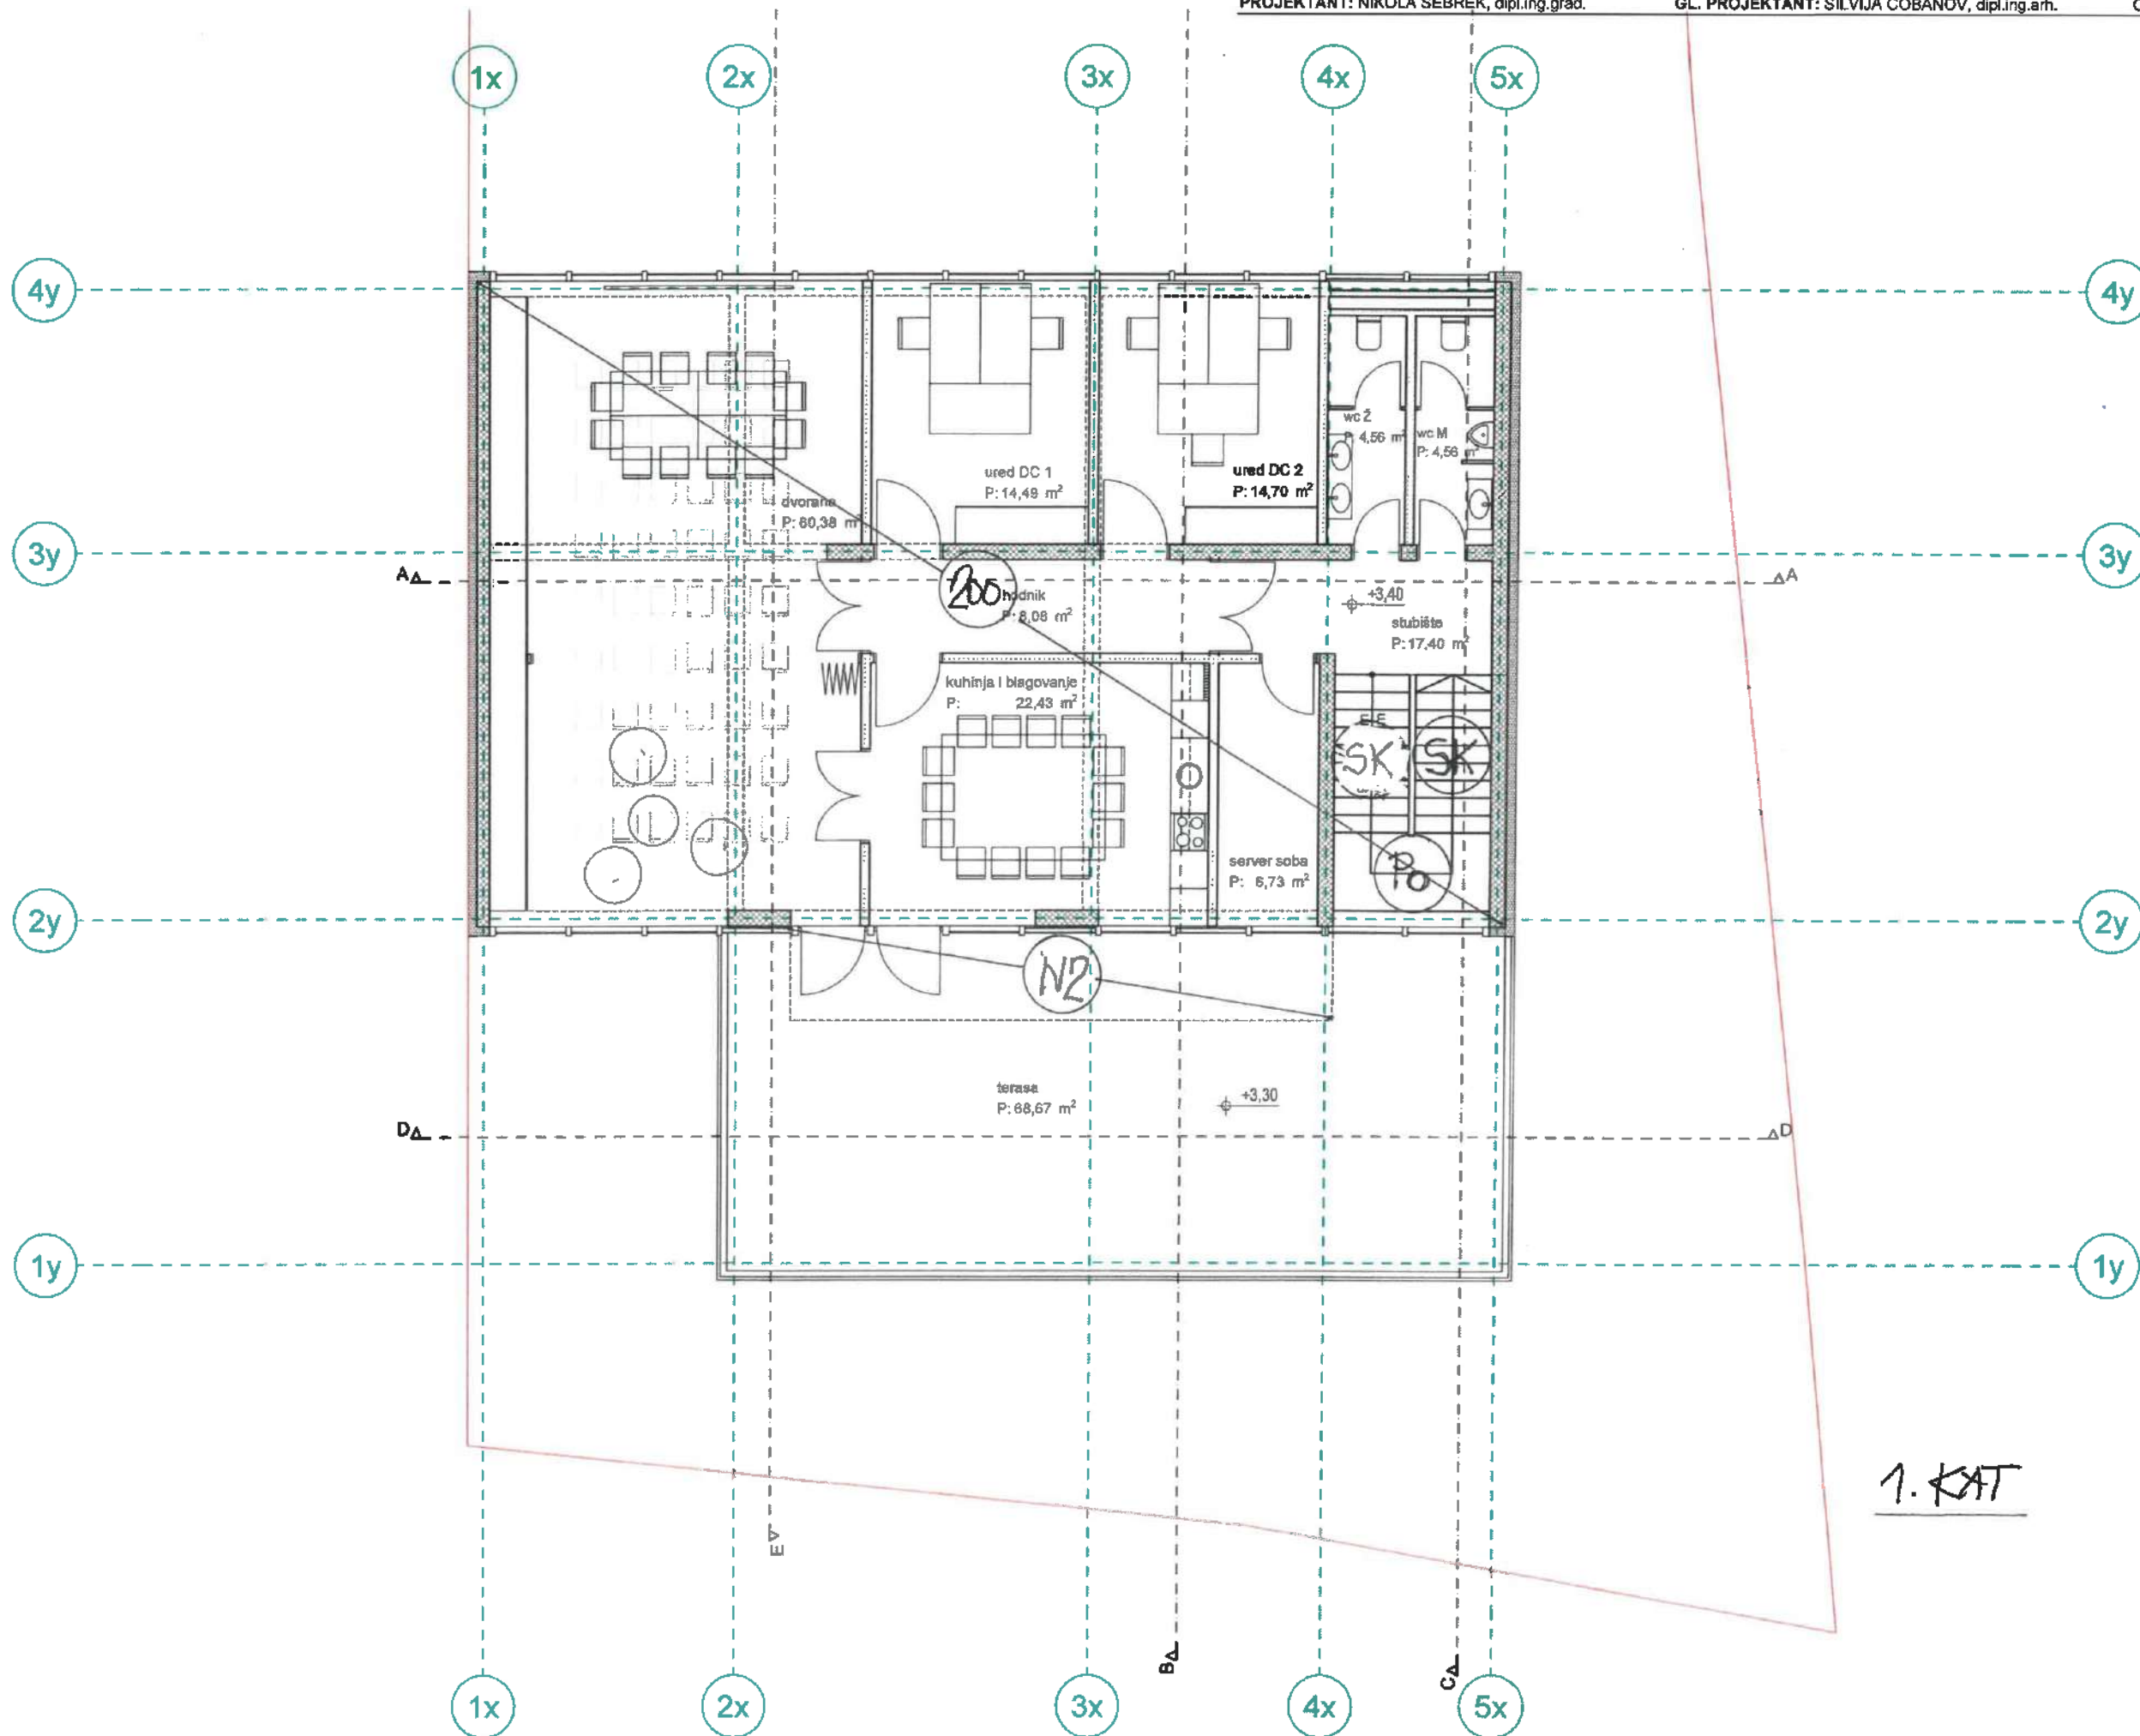 PROJEKTANT: NIKOLA SEBREK, dipl.ing.građ.
GL. PROJEKTANT: SILVIJA ČOBANOV, dipl.ing.arh.
1x
2x
3x
4x
5x
4y
4y
wc Ž
P: 4,56 m²
wc M
P: 4,56 m²
ured DC 1
P: 14,49 m²
ured DC 2
P: 14,70 m²
dvorana
P: 60,38 m²
3y
3y
A
A
200
hodnik
P: 8,08 m²
+3,40
stubište
P: 17,40 m²
kuhinja i blagovanje
P: 22,43 m²
SK
SK
server soba
P: 6,73 m²
PO
2y
2y
N2
terasa
P: 68,67 m²
+3,30
D
D
1y
1y
1. KAT
E
B
C
1x
2x
3x
4x
5x